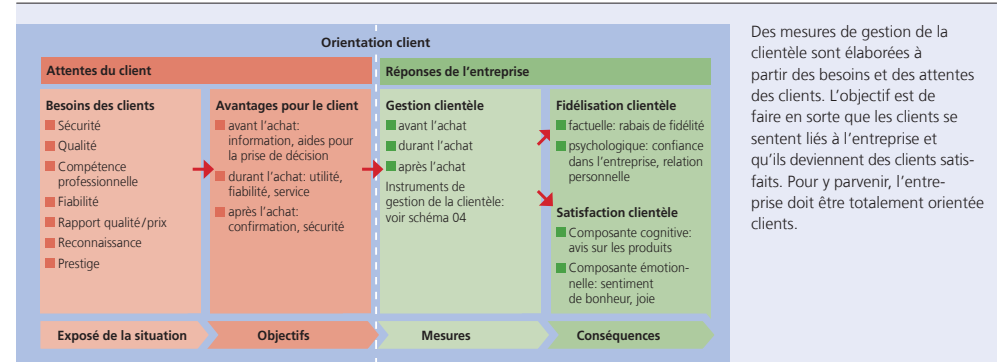 Orientation client
Attentes du client
Réponses de l'entreprise
Besoins des clients
Sécurité
Qualité
Compétence
professionnelle
Fiabilité
Rapport qualité/prix
Reconnaissance
Prestige
Avantages pour le client
avant l'achat:
information, aides pour
la prise de décision
durant l'achat: utilité,
fiabilité, service
après l'achat:
confirmation, sécurité
Gestion clientèle
avant l'achat
durant l'achat
après l'achat
Instruments de
gestion de la clientèle:
voir schéma 04
Fidélisation clientèle
factuelle: rabais de fidélité
psychologique: confiance
dans l'entreprise, relation
personnelle
Satisfaction clientèle
Composante cognitive:
avis sur les produits
Composante émotion-
nelle: sentiment
de bonheur, joie
Exposé de la situation
Objectifs
Mesures
Conséquences
Des mesures de gestion de la
clientèle sont élaborées à
partir des besoins et des attentes
des clients. L'objectif est de
faire en sorte que les clients se
sentent liés à l'entreprise et
qu'ils deviennent des clients satis-
faits. Pour y parvenir, l'entre-
prise doit être totalement orientée
clients.